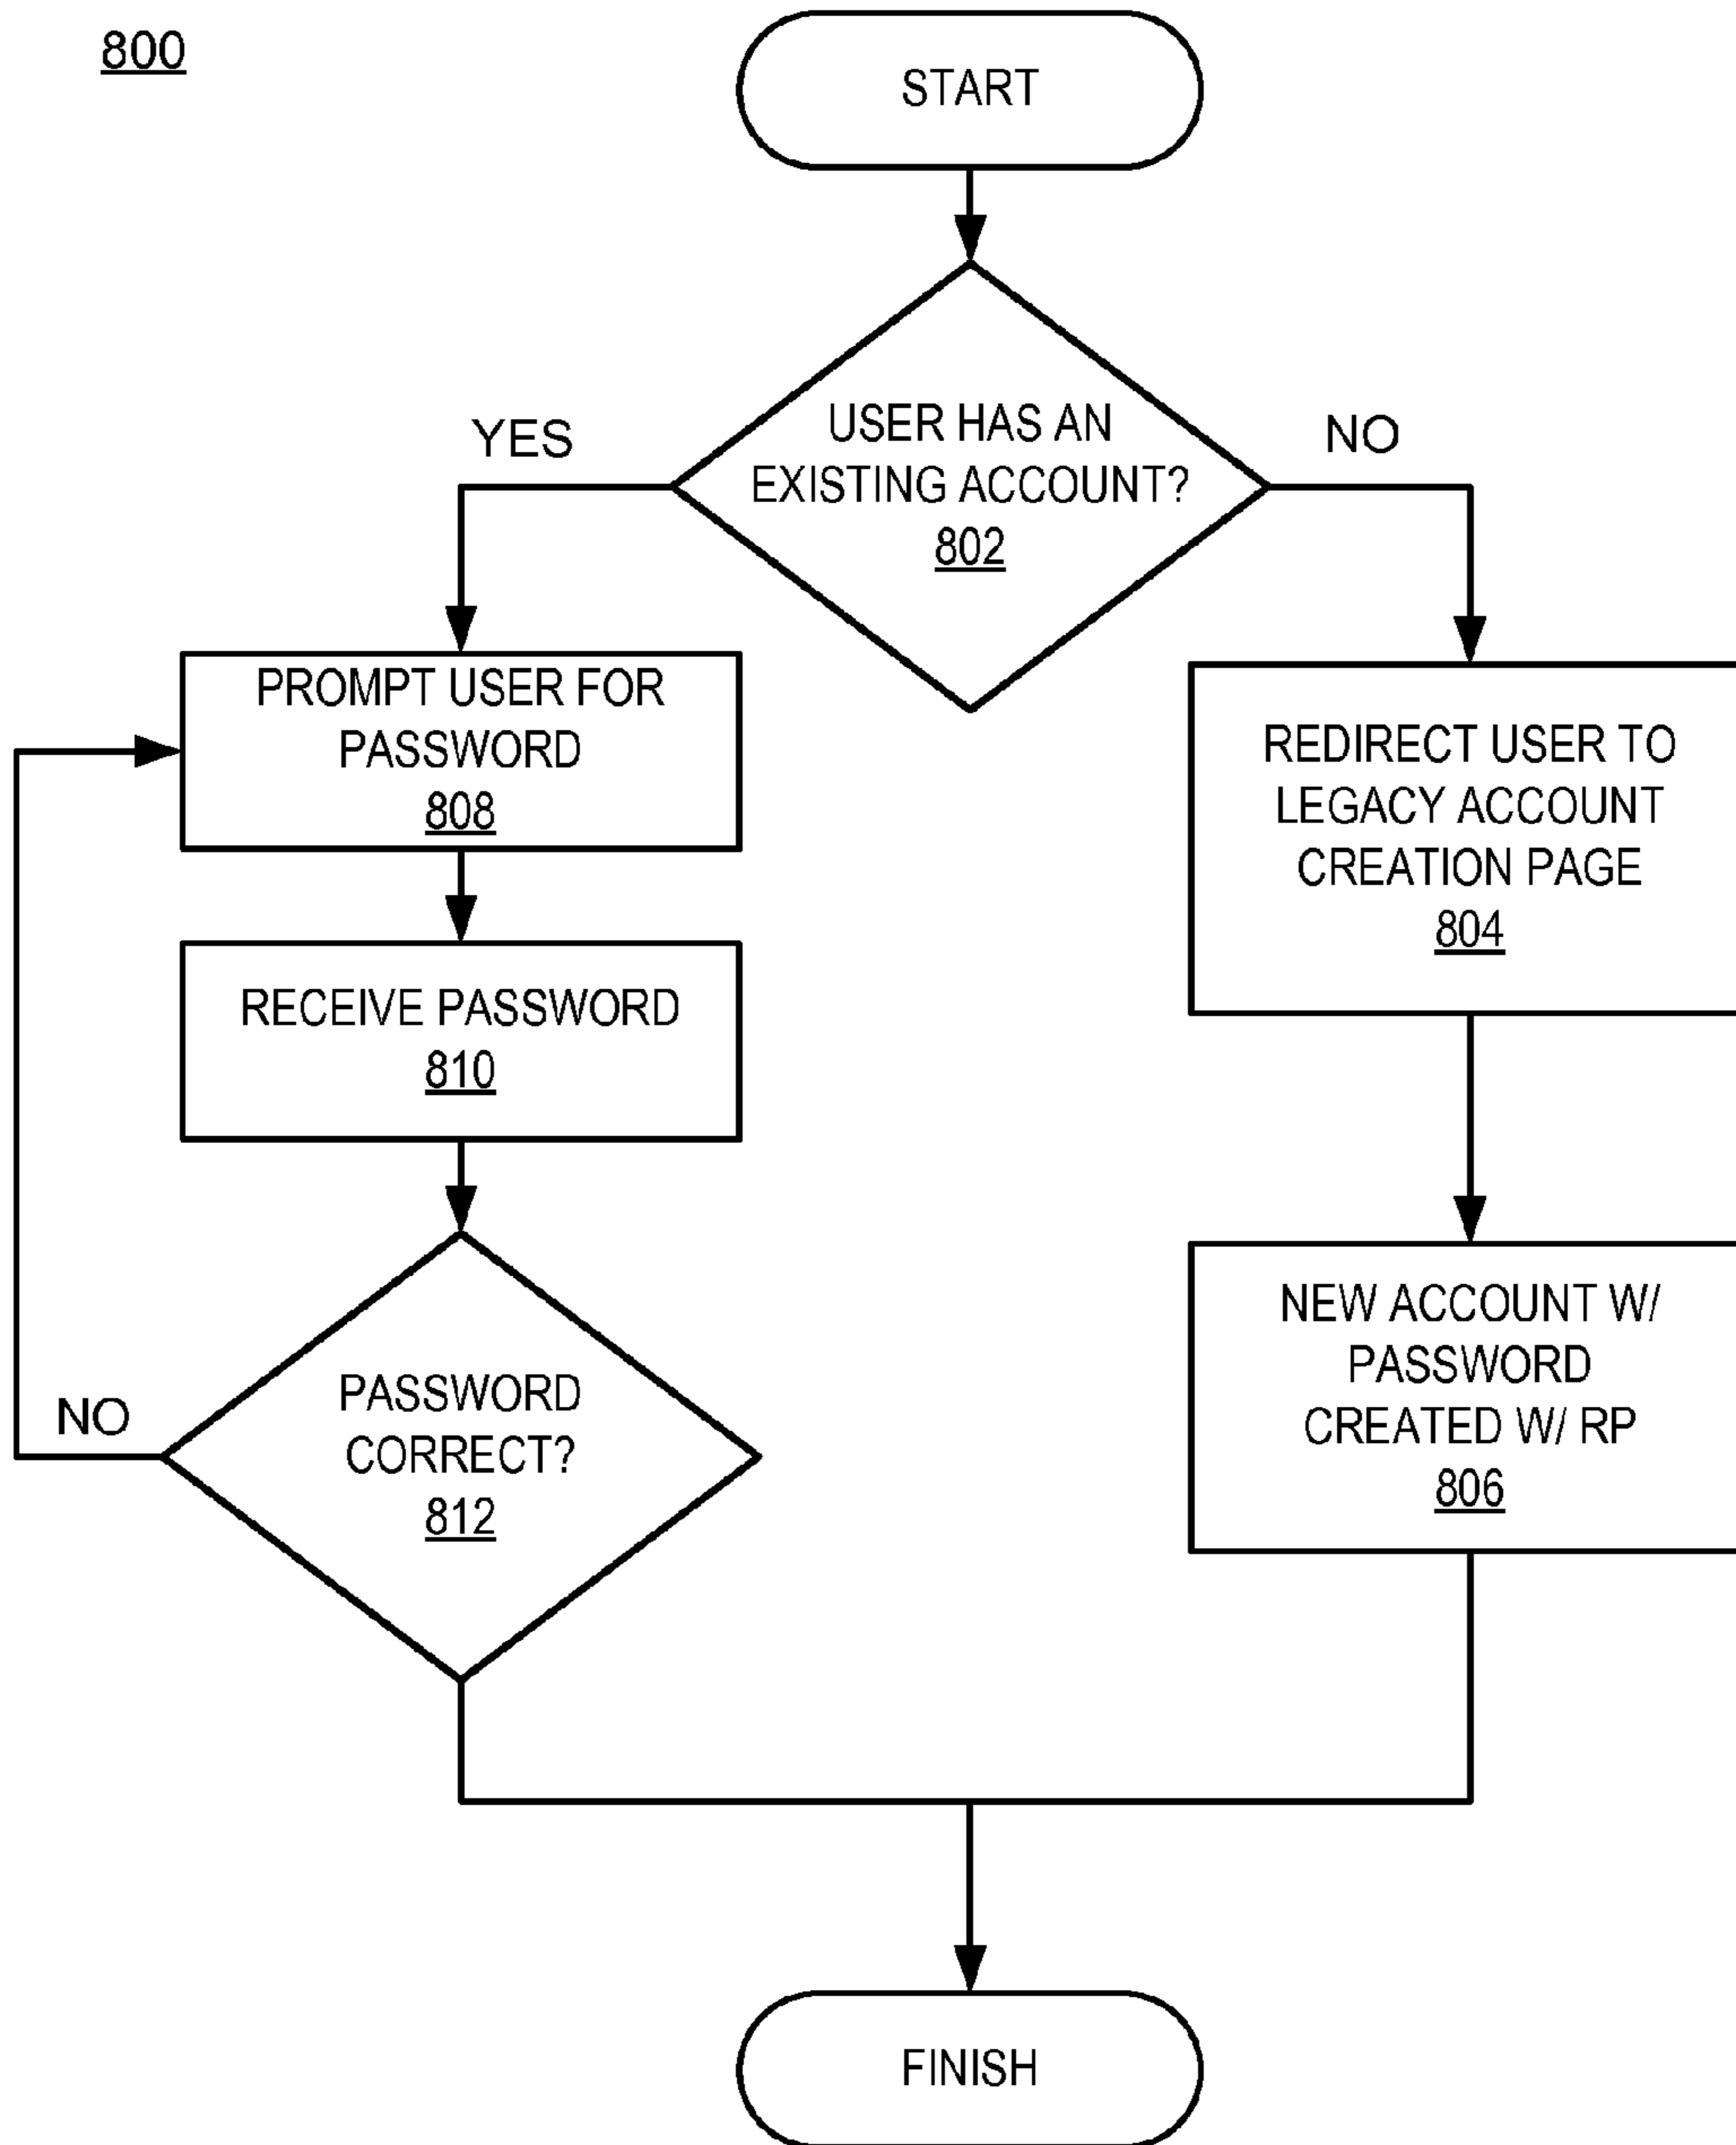 800
START
USER HAS AN
EXISTING ACCOUNT?
802
YES
NO
PROMPT USER FOR
PASSWORD
808
REDIRECT USER TO
LEGACY ACCOUNT
CREATION PAGE
804
RECEIVE PASSWORD
810
NEW ACCOUNT W/
PASSWORD
CREATED W/ RP
806
PASSWORD
CORRECT?
812
NO
FINISH